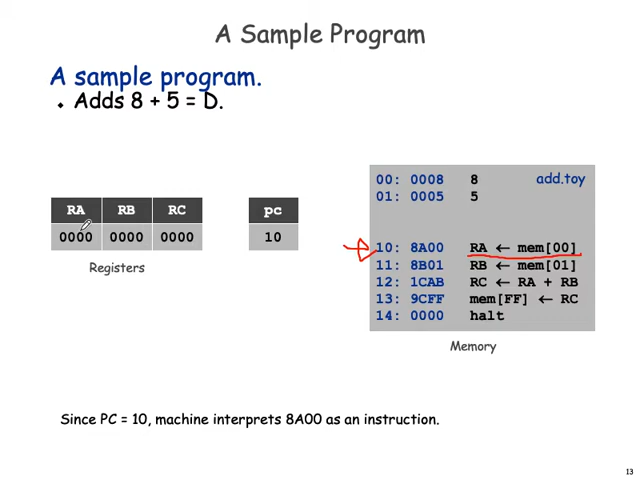 A Sample Program
A sample program.
Adds 8 + 5 = D.
00: 0008 8 add.toy
01: 0005 5
RA RB RC pc
0000 0000 0000 10
Registers
10: 8A00 RA ← mem[00]
11: 8B01 RB ← mem[01]
12: 1CAB RC ← RA + RB
13: 9CFF mem[FF] ← RC
14: 0000 halt
Memory
Since PC = 10, machine interprets 8A00 as an instruction.
13